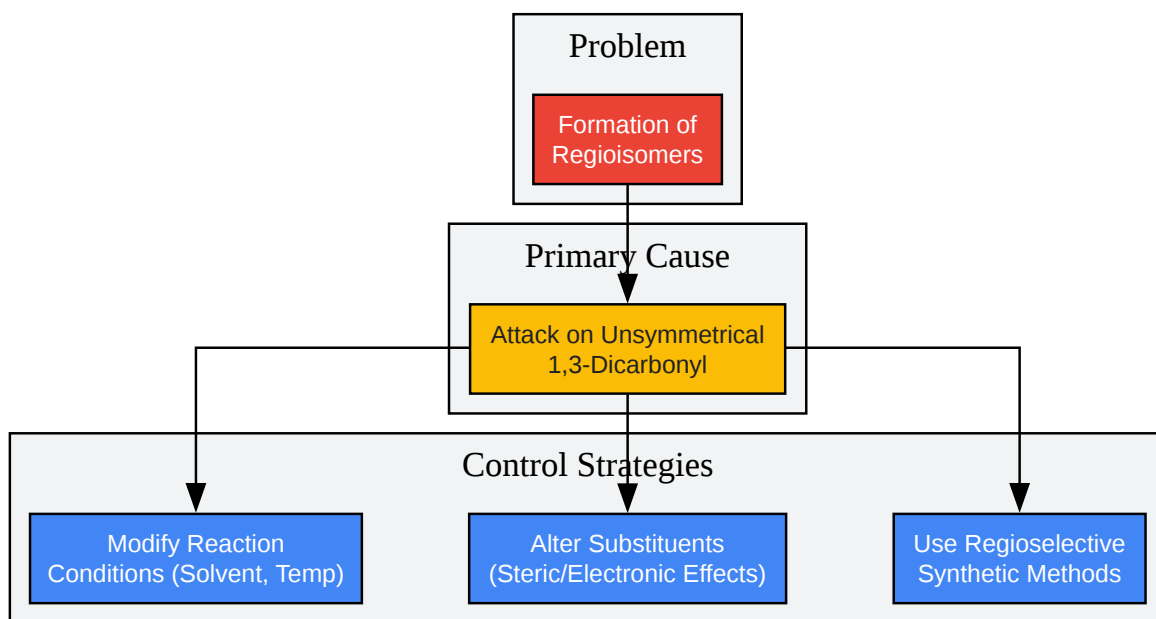 Problem
Formation of
Regioisomers
Primary Cause
Attack on Unsymmetrical
1,3-Dicarbonyl
Control Strategies
Modify Reaction
Conditions (Solvent, Temp)
Alter Substituents
(Steric/Electronic Effects)
Use Regioselective
Synthetic Methods